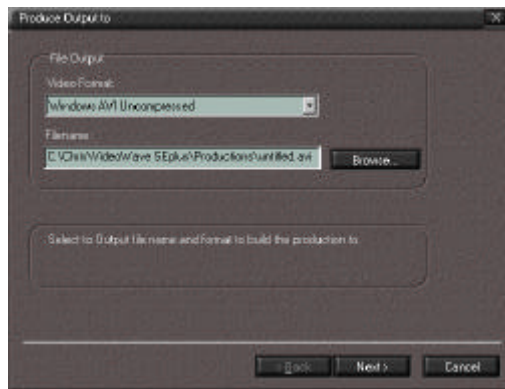 Produce Output to
File Output
Video Format:
Windows AVI Uncompressed
Filename
C:\Chris\VideoWave SEplus\Productions\untitled.avi
Browse...
Select to Output file name and format to build the production to.
< Back
Next >
Cancel